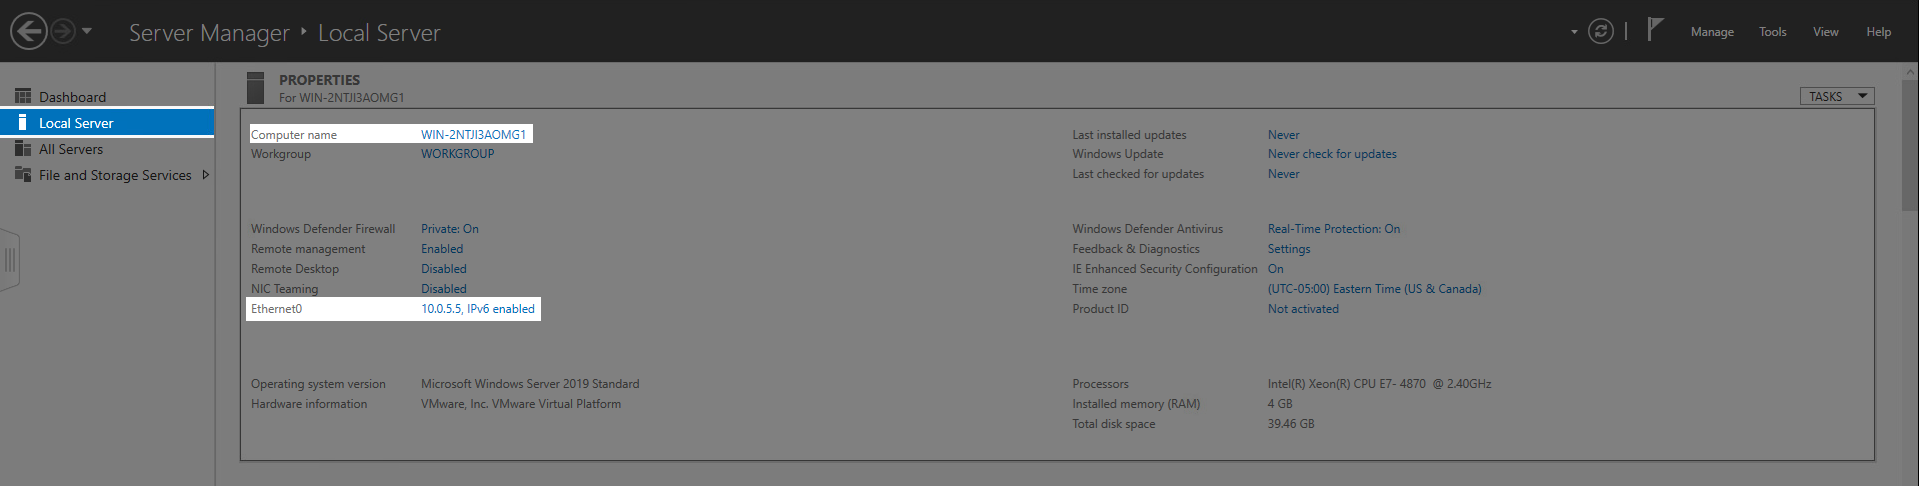 Server Manager ‣ Local Server
Manage Tools View Help
Dashboard
Local Server
All Servers
File and Storage Services
PROPERTIES
For WIN-2NTJI3AOMG1
TASKS
Computer name WIN-2NTJI3AOMG1
Workgroup WORKGROUP
Last installed updates Never
Windows Update Never check for updates
Last checked for updates Never
Windows Defender Firewall Private: On
Remote management Enabled
Remote Desktop Disabled
NIC Teaming Disabled
Ethernet0 10.0.5.5, IPv6 enabled
Windows Defender Antivirus Real-Time Protection: On
Feedback & Diagnostics Settings
IE Enhanced Security Configuration On
Time zone (UTC-05:00) Eastern Time (US & Canada)
Product ID Not activated
Operating system version Microsoft Windows Server 2019 Standard
Hardware information VMware, Inc. VMware Virtual Platform
Processors Intel(R) Xeon(R) CPU E7- 4870 @ 2.40GHz
Installed memory (RAM) 4 GB
Total disk space 39.46 GB